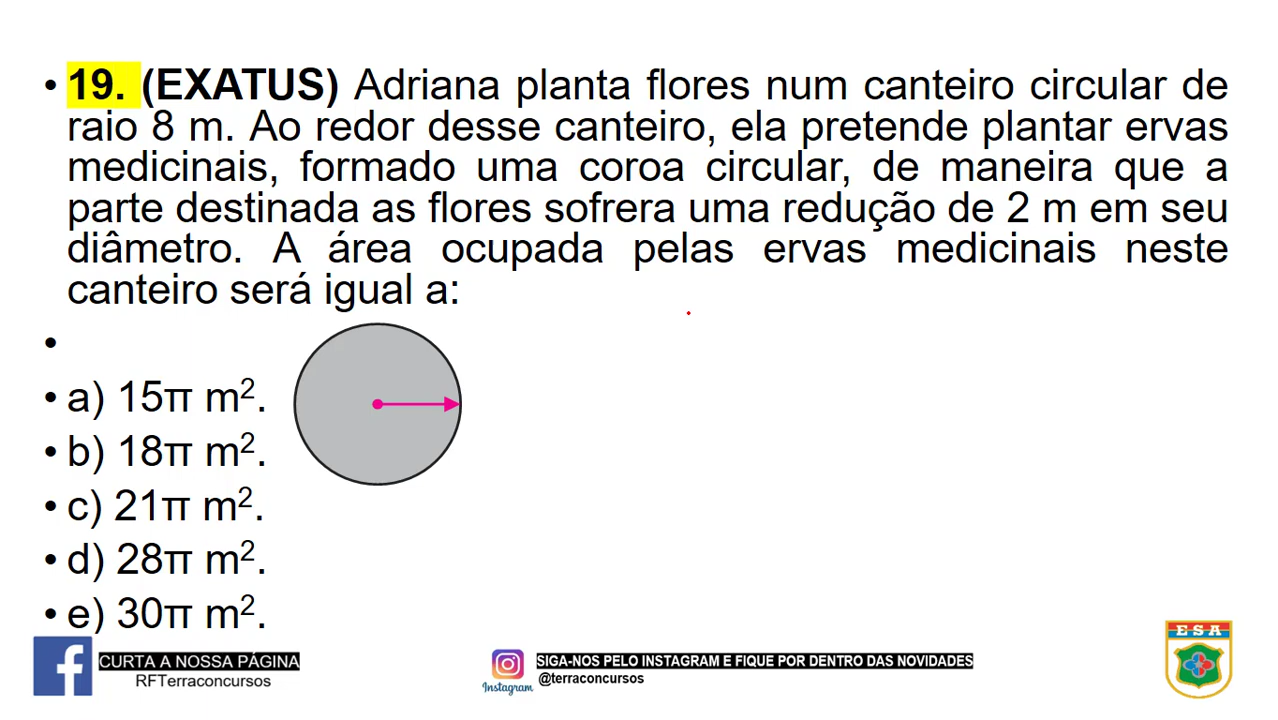 • 19. (EXATUS) Adriana planta flores num canteiro circular de
raio 8 m. Ao redor desse canteiro, ela pretende plantar ervas
medicinais, formado uma coroa circular, de maneira que a
parte destinada as flores sofrera uma redução de 2 m em seu
diâmetro. A área ocupada pelas ervas medicinais neste
canteiro será igual a:
•
• a) 15π m².
• b) 18π m².
• c) 21π m².
• d) 28π m².
• e) 30π m².
CURTA A NOSSA PÁGINA
RFTerraconcursos
Instagram
SIGA-NOS PELO INSTAGRAM E FIQUE POR DENTRO DAS NOVIDADES
@terraconcursos
ESA